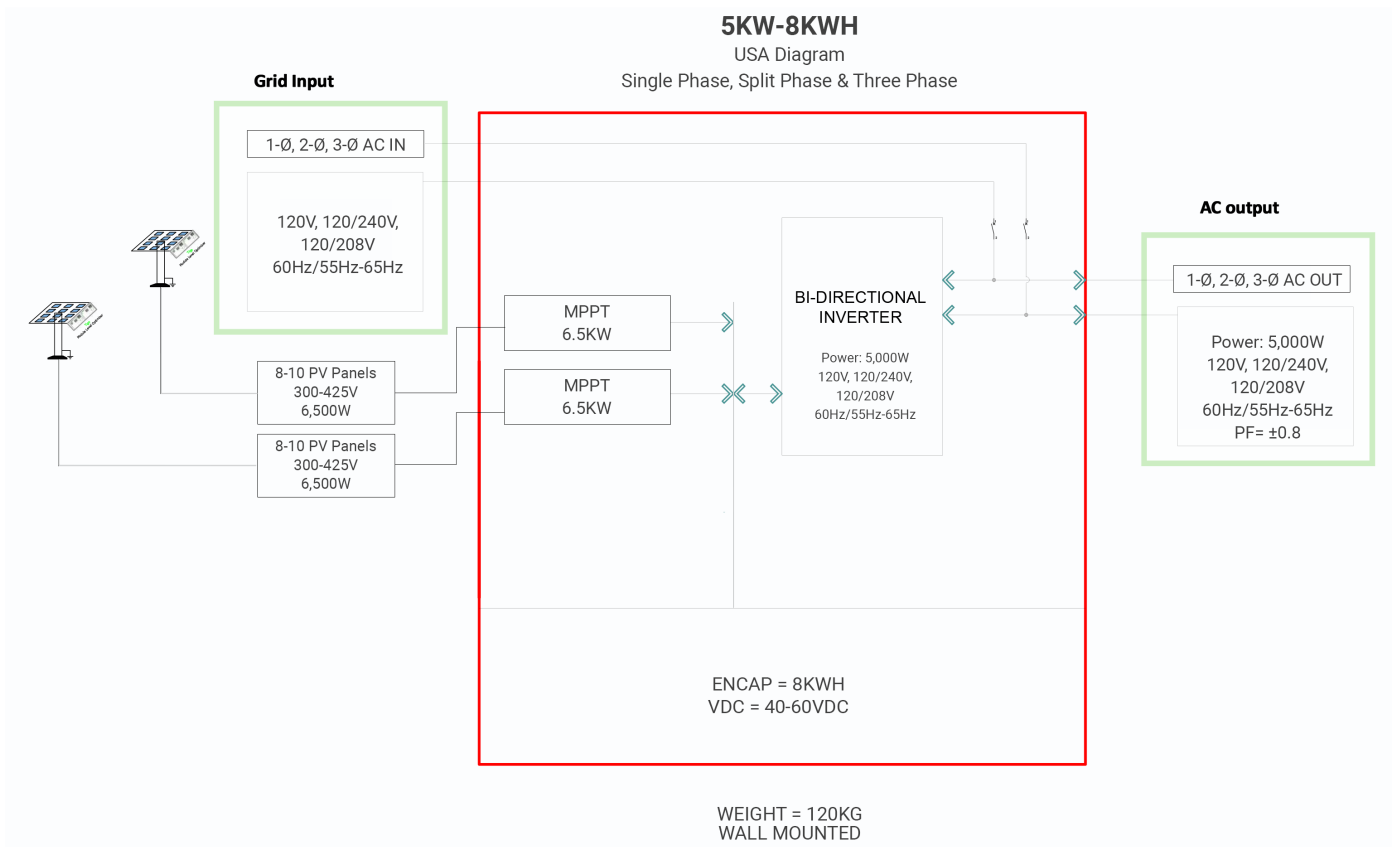 5KW-8KWH
USA Diagram
Single Phase, Split Phase & Three Phase
Grid Input
1-Ø, 2-Ø, 3-Ø AC IN
120V, 120/240V,
120/208V
60Hz/55Hz-65Hz
8-10 PV Panels
300-425V
6,500W
8-10 PV Panels
300-425V
6,500W
MPPT
6.5KW
MPPT
6.5KW
BI-DIRECTIONAL
INVERTER
Power: 5,000W
120V, 120/240V,
120/208V
60Hz/55Hz-65Hz
AC output
1-Ø, 2-Ø, 3-Ø AC OUT
Power: 5,000W
120V, 120/240V,
120/208V
60Hz/55Hz-65Hz
PF= ±0.8
ENCAP = 8KWH
VDC = 40-60VDC
WEIGHT = 120KG
WALL MOUNTED